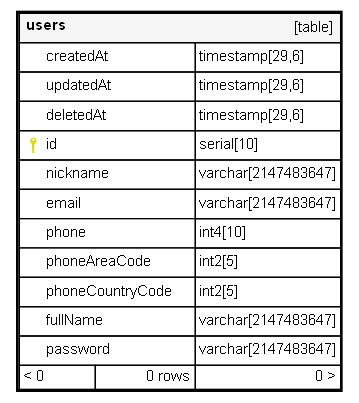 users [table]
createdAt timestamp[29,6]
updatedAt timestamp[29,6]
deletedAt timestamp[29,6]
id serial[10]
nickname varchar[2147483647]
email varchar[2147483647]
phone int4[10]
phoneAreaCode int2[5]
phoneCountryCode int2[5]
fullName varchar[2147483647]
password varchar[2147483647]
< 0 0 rows 0 >